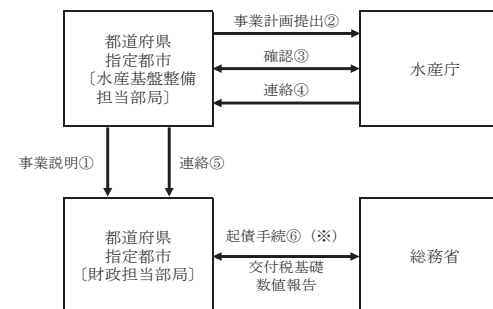 事業計画提出②
都道府県
指定都市
〔水産基盤整備
担当部局〕
確認③
水産庁
連絡④
事業説明①
連絡⑤
都道府県
指定都市
〔財政担当部局〕
起債手続⑥（※）
交付税基礎
数値報告
総務省